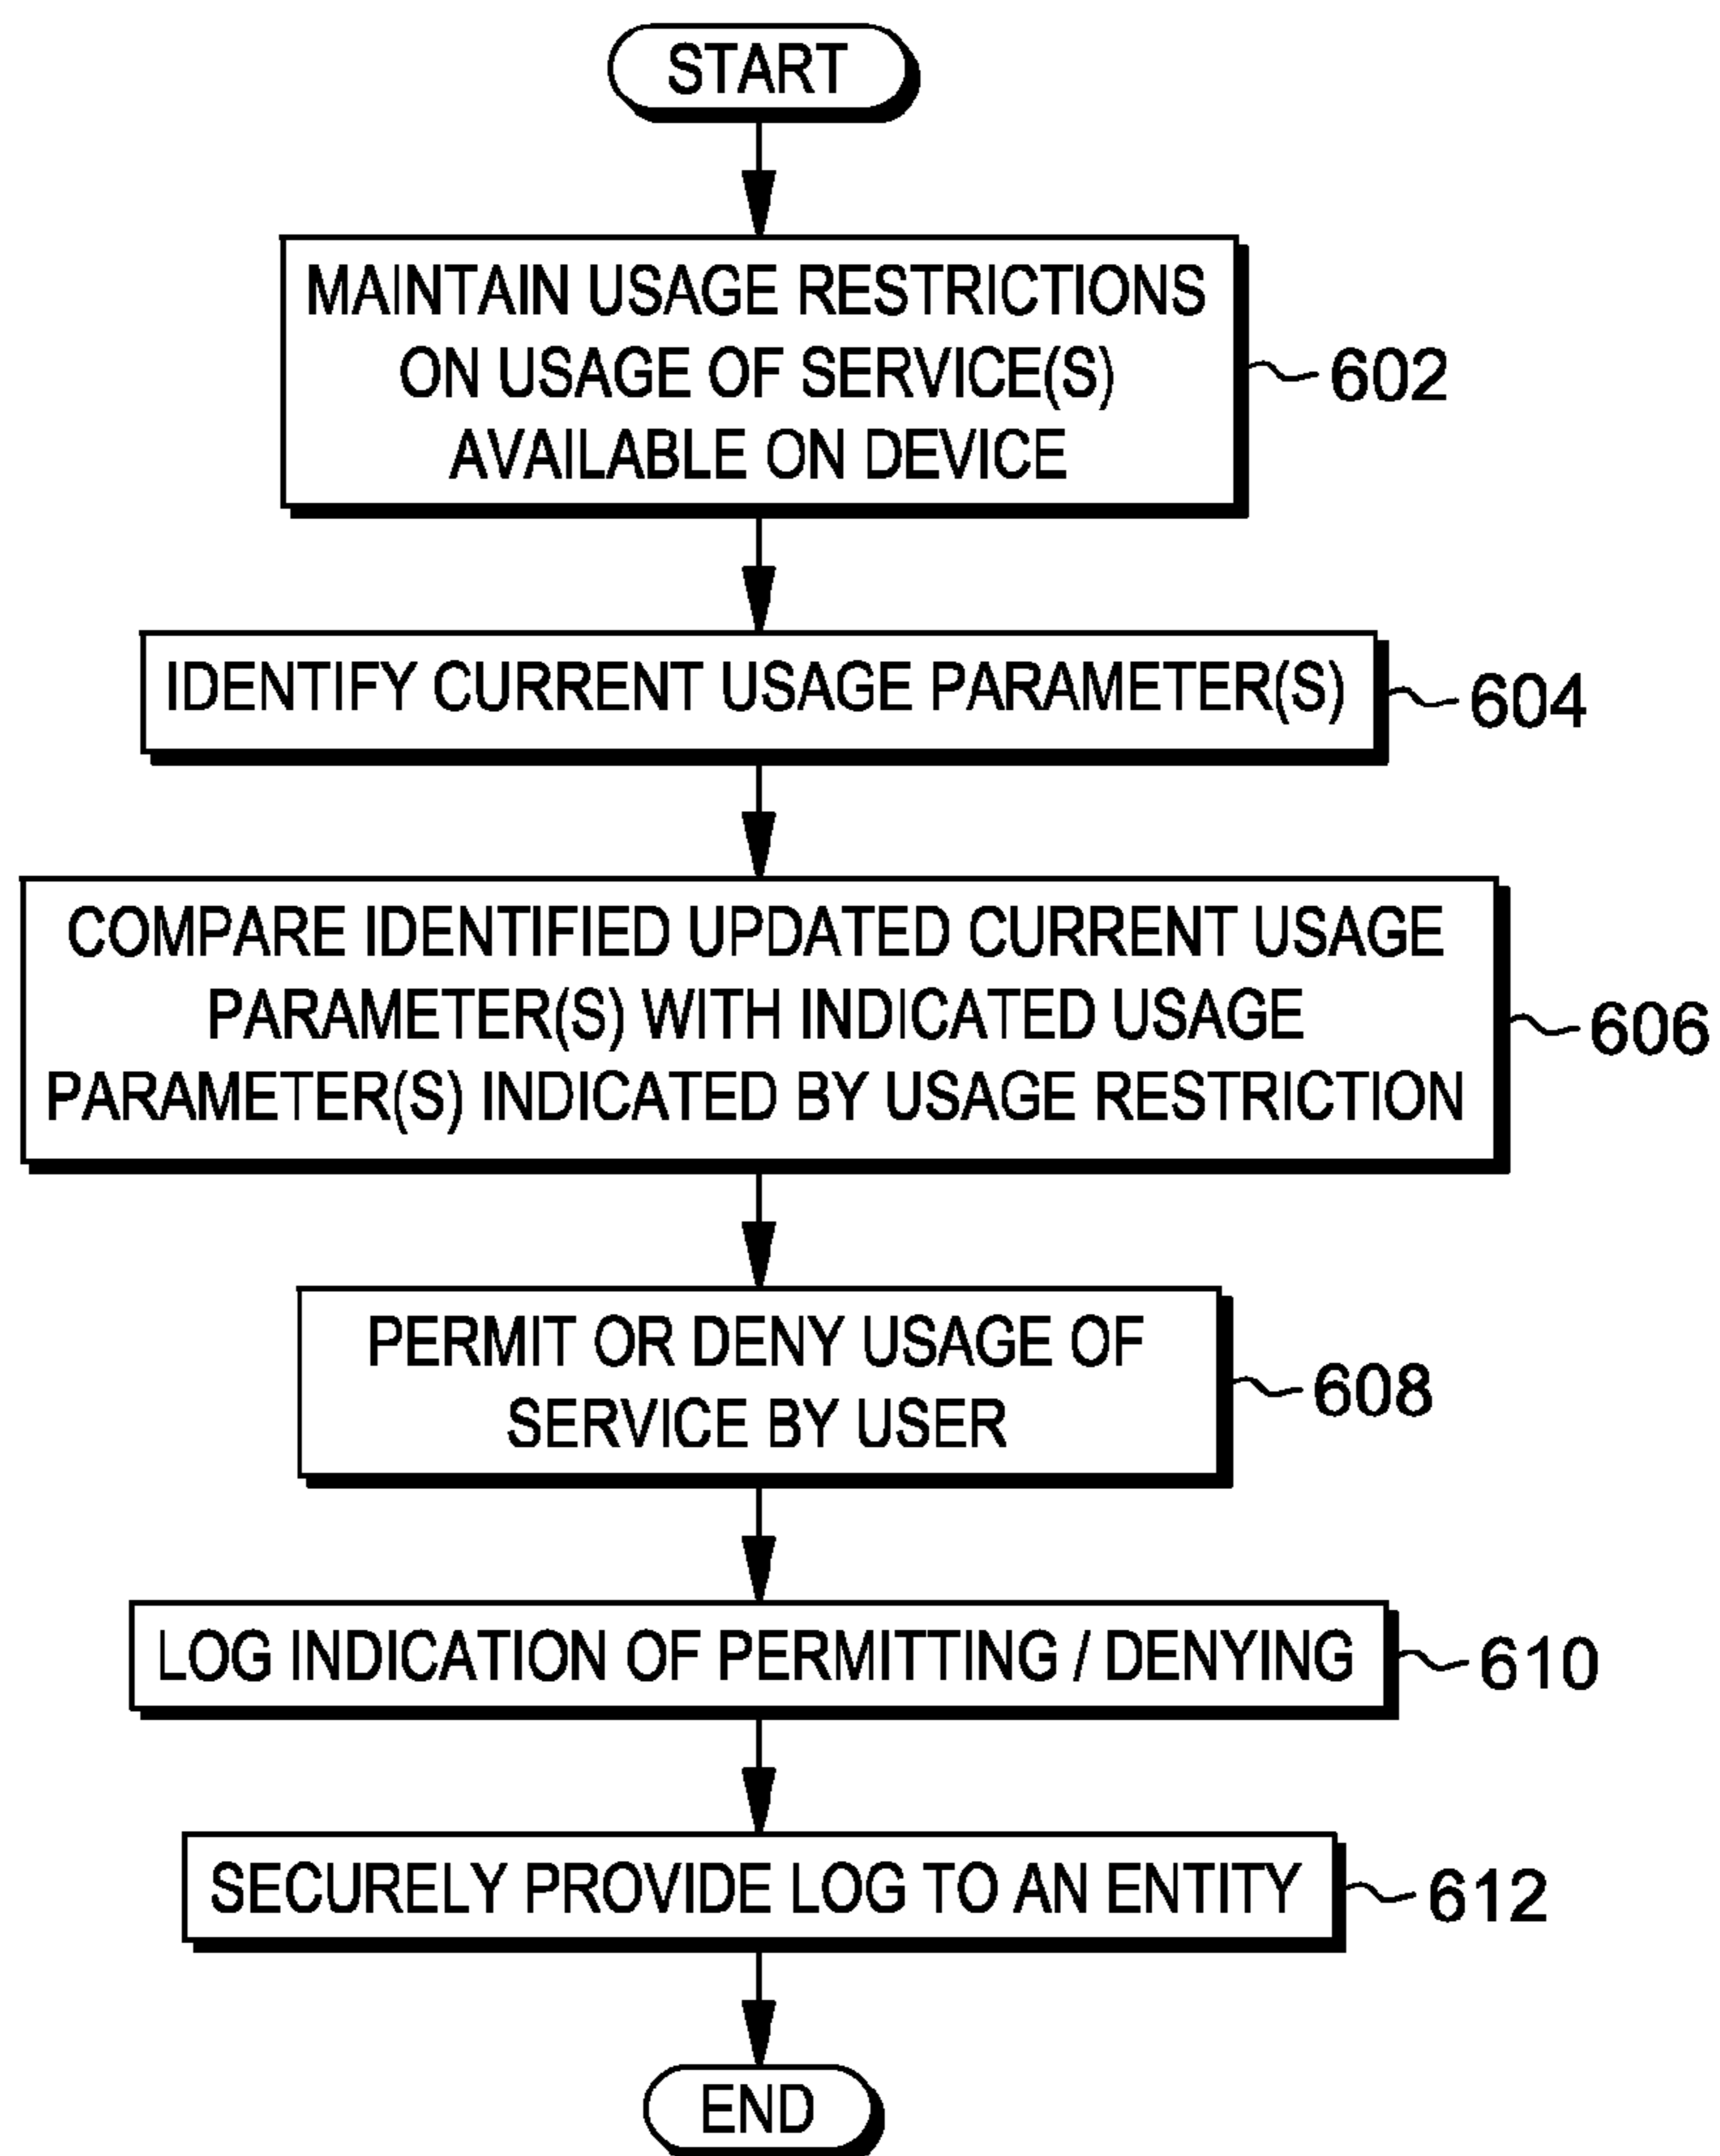 START
MAINTAIN USAGE RESTRICTIONS
ON USAGE OF SERVICE(S)
AVAILABLE ON DEVICE
602
IDENTIFY CURRENT USAGE PARAMETER(S)
604
COMPARE IDENTIFIED UPDATED CURRENT USAGE
PARAMETER(S) WITH INDICATED USAGE
PARAMETER(S) INDICATED BY USAGE RESTRICTION
606
PERMIT OR DENY USAGE OF
SERVICE BY USER
608
LOG INDICATION OF PERMITTING / DENYING
610
SECURELY PROVIDE LOG TO AN ENTITY
612
END